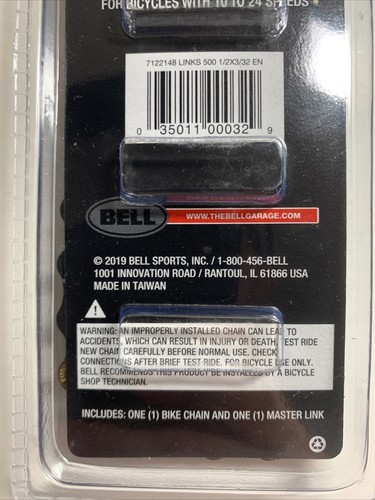 FOR BICYCLES WITH 10 TO 24 SPEEDS
7122148 LINKS 500 1/2X3/32 EN
0 35011 00032 9
BELL
WWW.THEBELLGARAGE.COM
© 2019 BELL SPORTS, INC. / 1-800-456-BELL
1001 INNOVATION ROAD / RANTOUL, IL 61866 USA
MADE IN TAIWAN
WARNING: AN IMPROPERLY INSTALLED CHAIN CAN LEAD TO
ACCIDENTS, WHICH CAN RESULT IN INJURY OR DEATH. TEST RIDE
NEW CHAIN CAREFULLY BEFORE NORMAL USE. CHECK
CONNECTIONS AFTER BRIEF TEST RIDE. FOR BICYCLE USE ONLY.
BELL RECOMMENDS THIS PRODUCT BE INSTALLED BY A BICYCLE
SHOP TECHNICIAN.
INCLUDES: ONE (1) BIKE CHAIN AND ONE (1) MASTER LINK